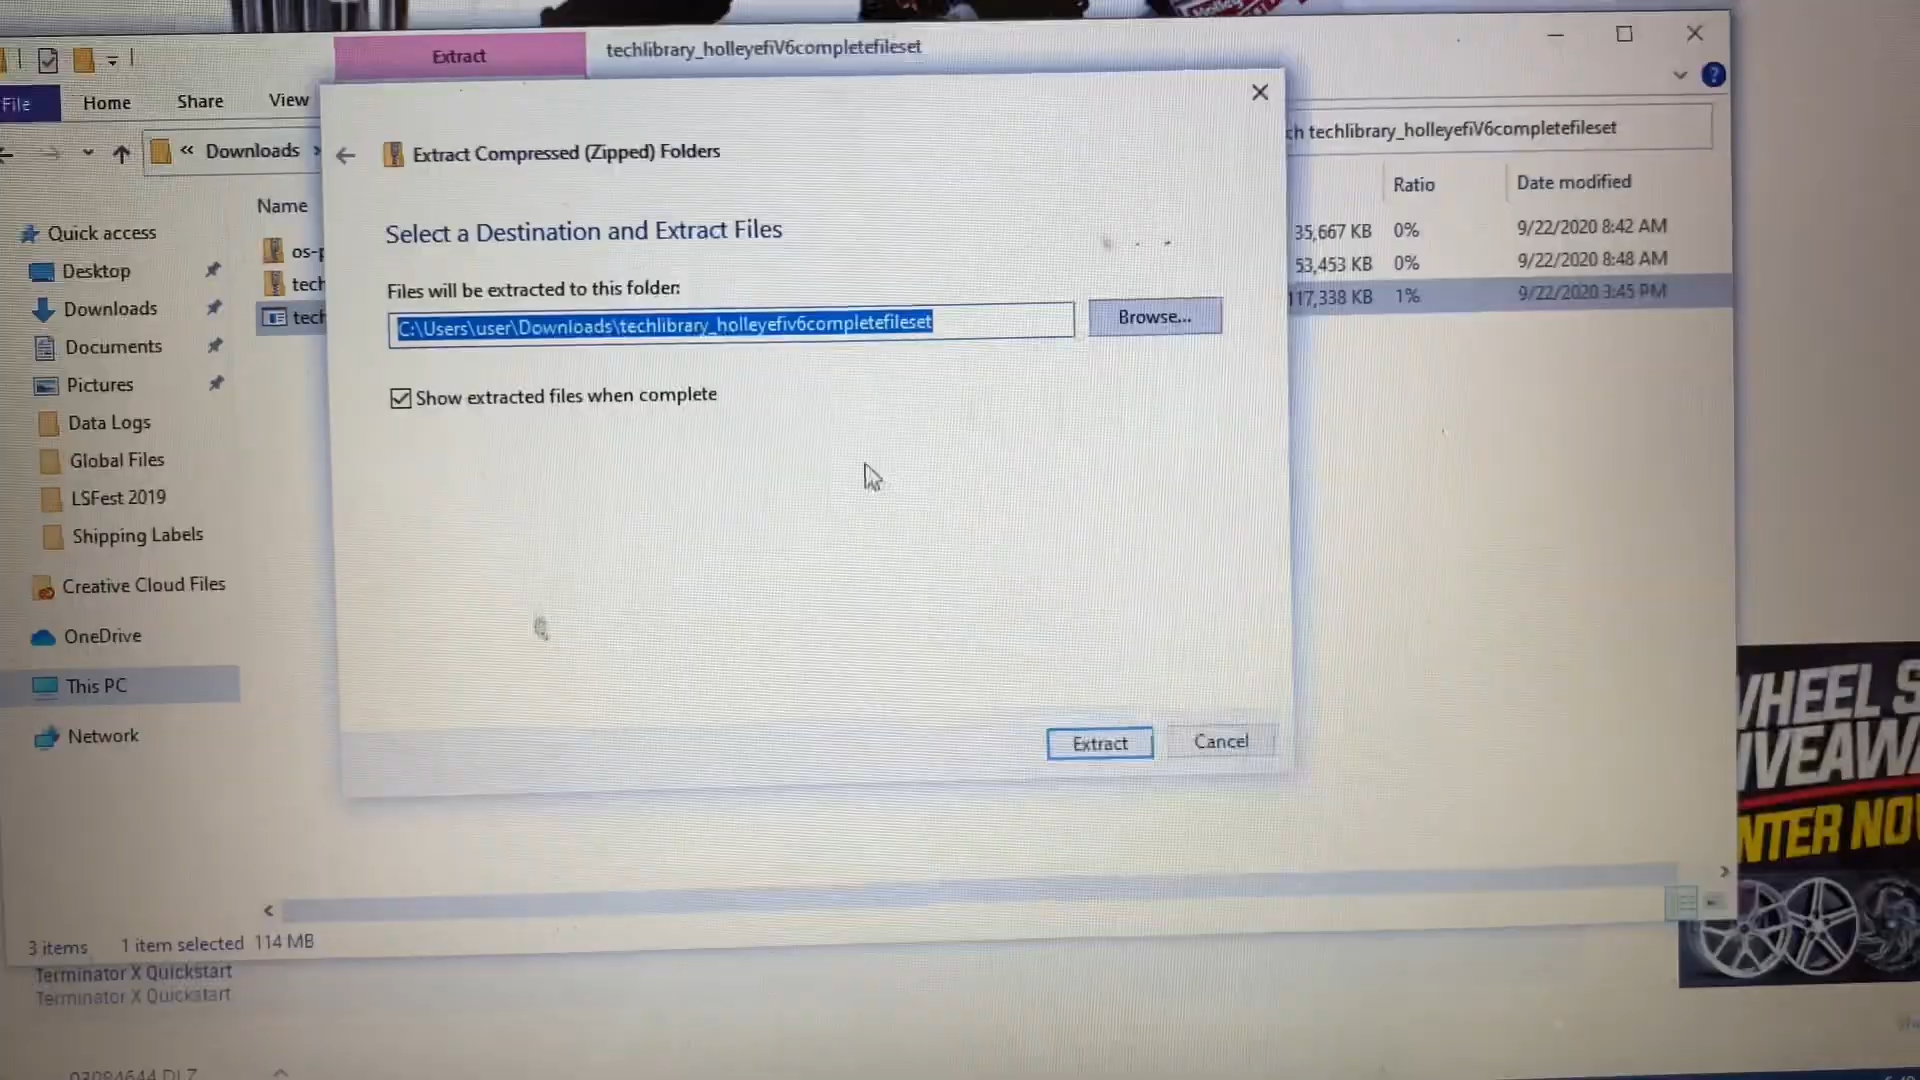 Extract
techlibrary_holleyefiV6completefileset
File
Home
Share
View
Downloads
techlibrary_holleyefiV6completefileset
Extract Compressed (Zipped) Folders
Name
Ratio
Date modified
Select a Destination and Extract Files
Files will be extracted to this folder:
C:\Users\user\Downloads\techlibrary_holleyefiv6completefileset
Browse...
Show extracted files when complete
35,667 KB 0% 9/22/2020 8:42 AM
53,453 KB 0% 9/22/2020 8:48 AM
117,338 KB 1% 9/22/2020 3:45 PM
Quick access
Desktop
Downloads
Documents
Pictures
Data Logs
Global Files
LSFest 2019
Shipping Labels
Creative Cloud Files
OneDrive
This PC
Network
Extract
Cancel
3 items 1 item selected 114 MB
Terminator X Quickstart
Terminator X Quickstart